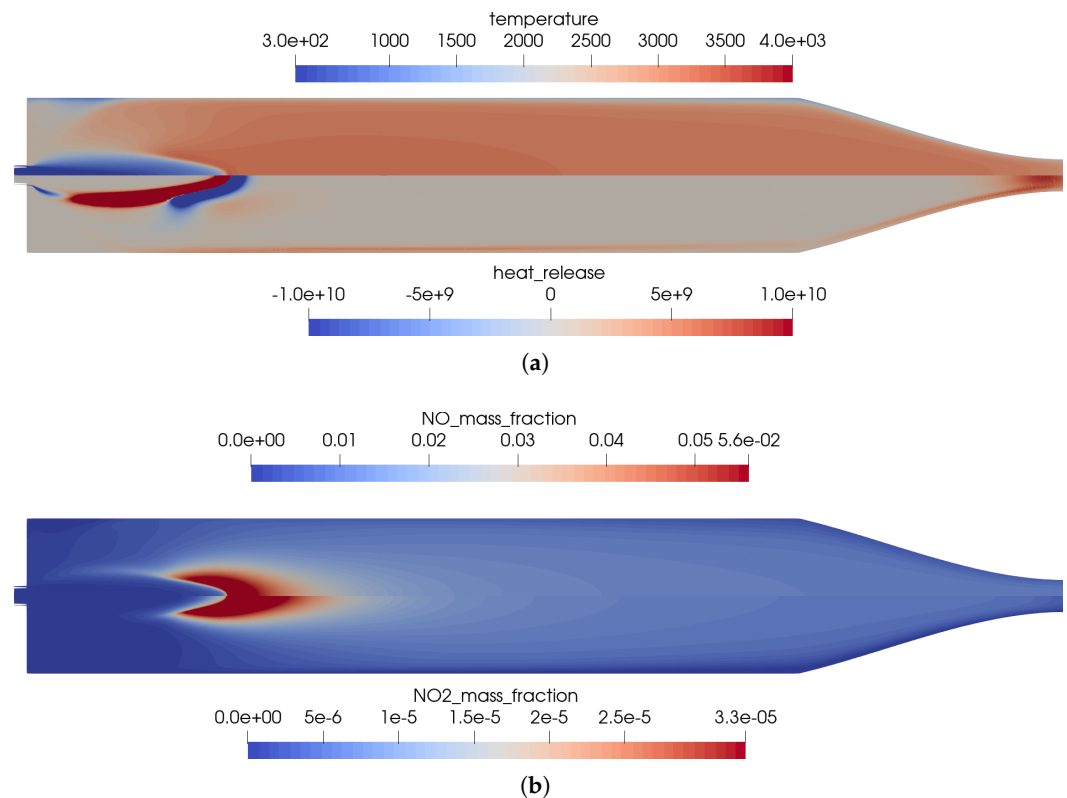 temperature
3.0e+02 1000 1500 2000 2500 3000 3500 4.0e+03
heat_release
-1.0e+10 -5e+9 0 5e+9 1.0e+10
(a)
NO_mass_fraction
0.0e+00 0.01 0.02 0.03 0.04 0.05 5.6e-02
NO2_mass_fraction
0.0e+00 5e-6 1e-5 1.5e-5 2e-5 2.5e-5 3.3e-05
(b)